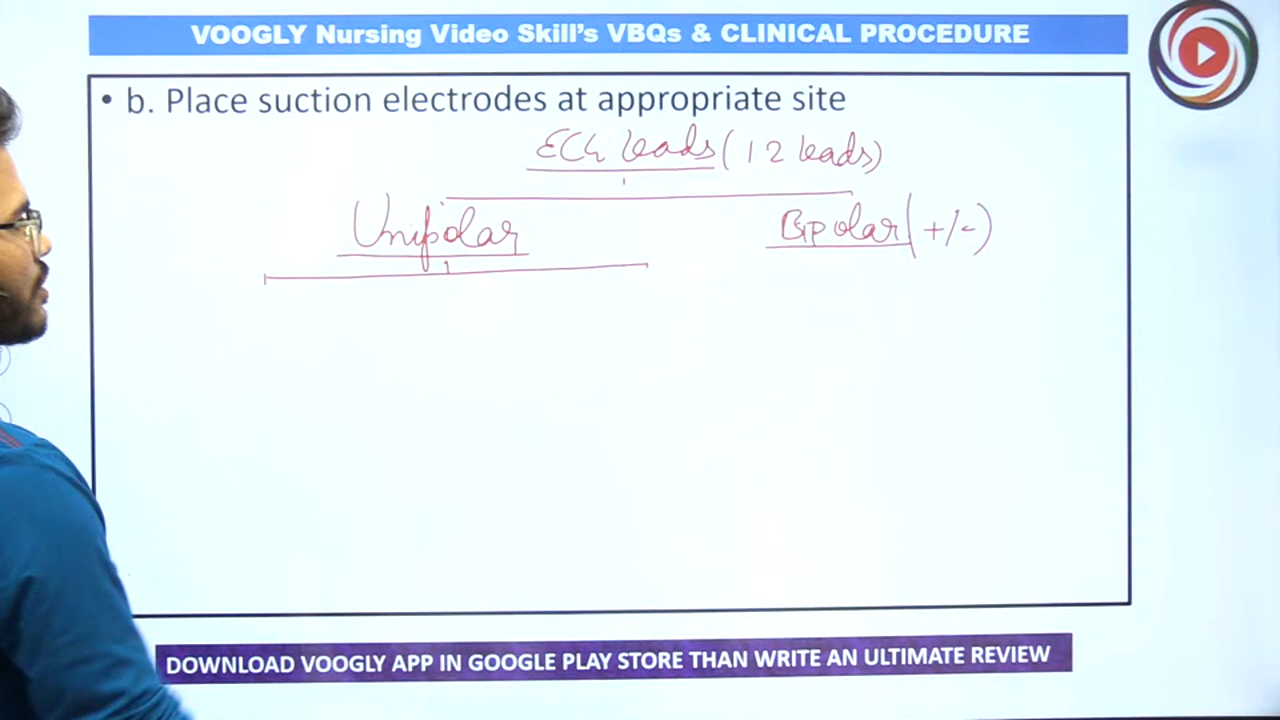 VOOGLY Nursing Video Skill's VBQs & CLINICAL PROCEDURE
• b. Place suction electrodes at appropriate site
ECG leads (12 leads)
Unipolar Bipolar (+/-)
DOWNLOAD VOOGLY APP IN GOOGLE PLAY STORE THAN WRITE AN ULTIMATE REVIEW